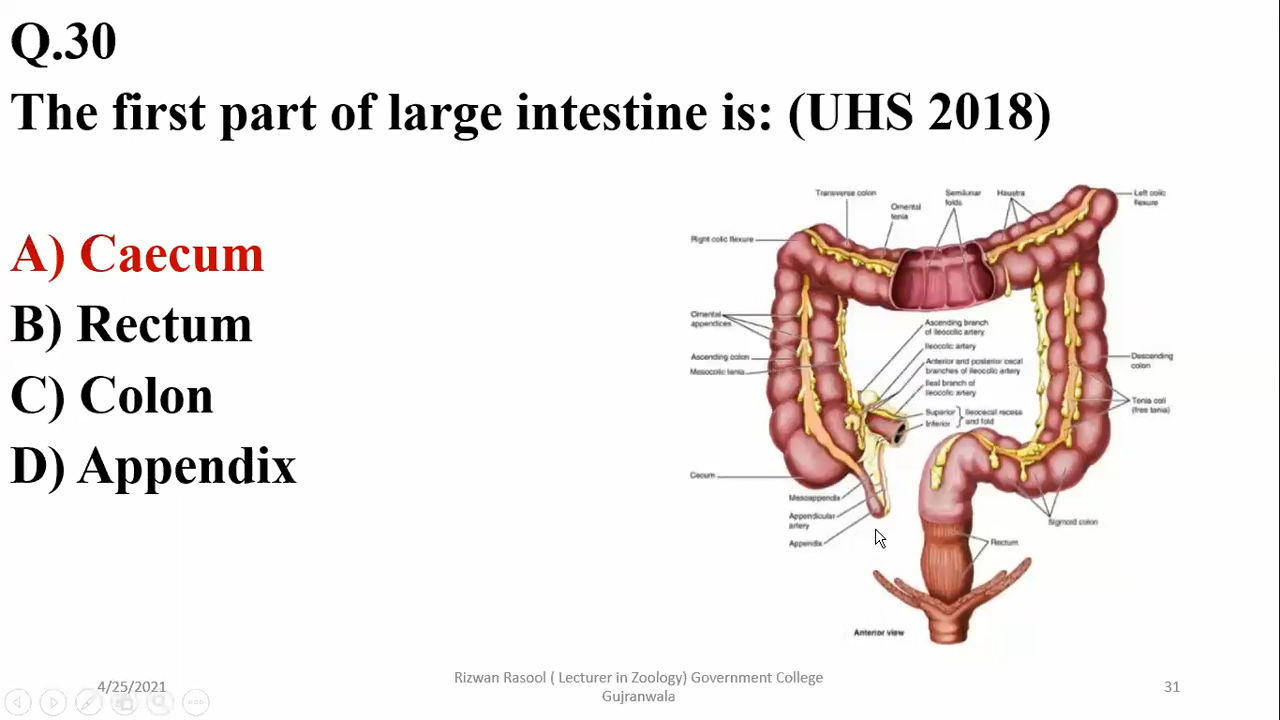 Q.30
The first part of large intestine is: (UHS 2018)
A) Caecum
B) Rectum
C) Colon
D) Appendix
Transverse colon
Omental
tenia
Semilunar
folds
Haustra
Left colic
flexure
Right colic flexure
Omental
appendices
Ascending colon
Mesocolic tenia
Ascending branch
of ileocolic artery
Ileocolic artery
Anterior and posterior cecal
branches of ileocolic artery
Ileal branch of
ileocolic artery
Superior
Inferior
Ileocecal recess
and fold
Descending
colon
Tenia coli
(free tenia)
Cecum
Mesoappendix
Appendicular
artery
Appendix
Sigmoid colon
Rectum
Anterior view
4/25/2021
Rizwan Rasool ( Lecturer in Zoology) Government College
Gujranwala
31